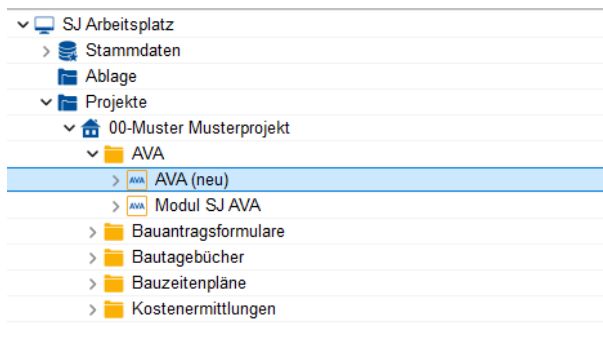 SJ Arbeitsplatz
Stammdaten
Ablage
Projekte
00-Muster Musterprojekt
AVA
AVA AVA (neu)
AVA Modul SJ AVA
Bauantragsformulare
Bautagebücher
Bauzeitenpläne
Kostenermittlungen